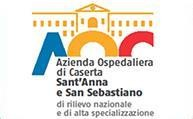 AOC
Azienda Ospedaliera
di Caserta
Sant'Anna
e San Sebastiano
di rilievo nazionale
e di alta specializzazione